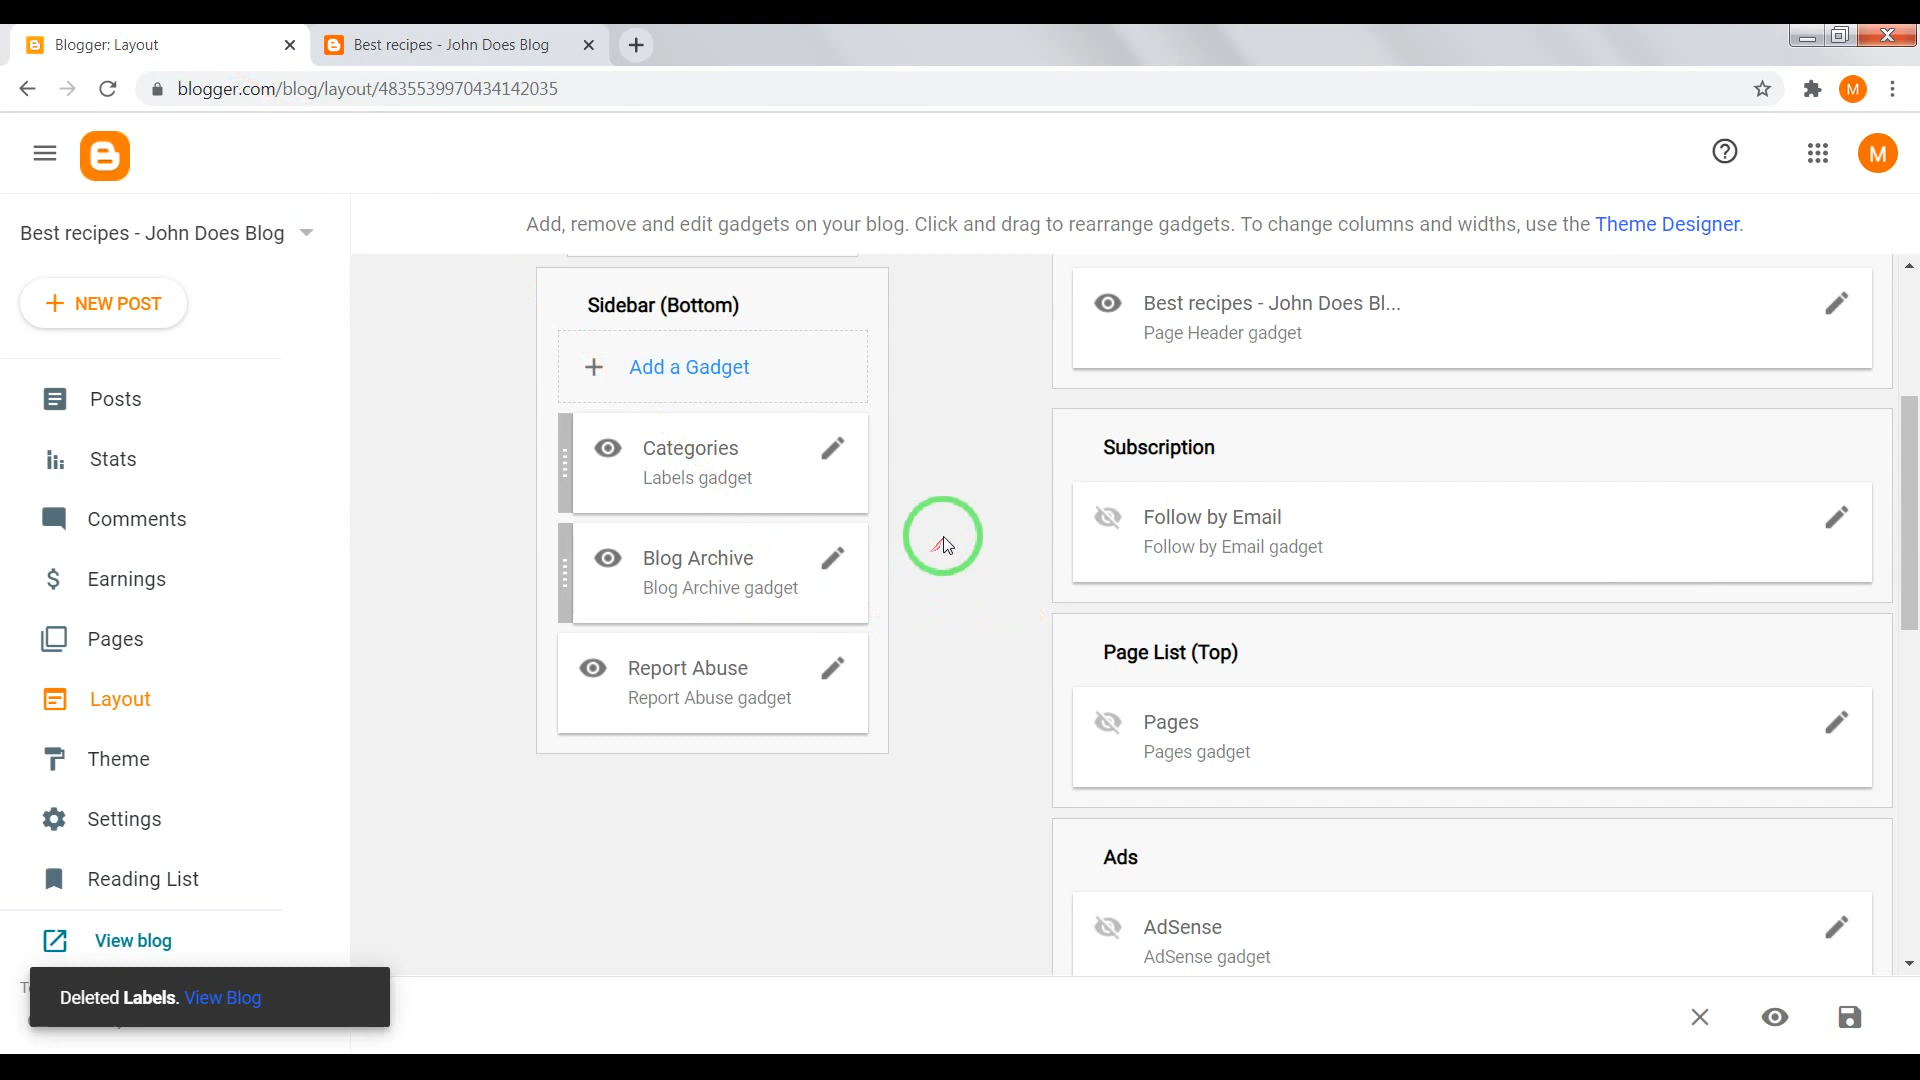 Blogger: Layout
Best recipes - John Does Blog
blogger.com/blog/layout/4835539970434142035
M
M
Best recipes - John Does Blog
Add, remove and edit gadgets on your blog. Click and drag to rearrange gadgets. To change columns and widths, use the Theme Designer.
NEW POST
Posts
Stats
Comments
Earnings
Pages
Layout
Theme
Settings
Reading List
View blog
Deleted Labels. View Blog
Sidebar (Bottom)
Add a Gadget
Categories
Labels gadget
Blog Archive
Blog Archive gadget
Report Abuse
Report Abuse gadget
Best recipes - John Does Bl...
Page Header gadget
Subscription
Follow by Email
Follow by Email gadget
Page List (Top)
Pages
Pages gadget
Ads
AdSense
AdSense gadget